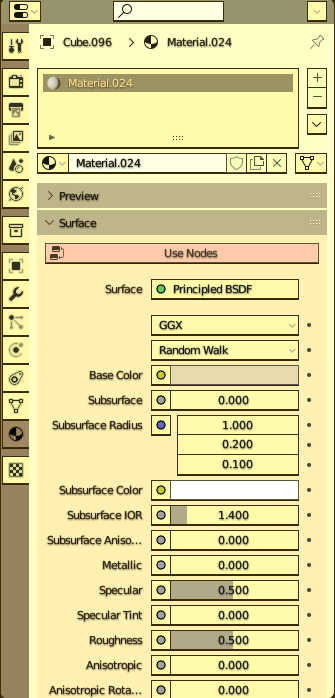 Cube.096 Material.024
Material.024
Material.024
Preview
Surface
Use Nodes
Surface Principled BSDF
GGX
Random Walk
Base Color
Subsurface 0.000
Subsurface Radius 1.000
0.200
0.100
Subsurface Color
Subsurface IOR 1.400
Subsurface Aniso... 0.000
Metallic 0.000
Specular 0.500
Specular Tint 0.000
Roughness 0.500
Anisotropic 0.000
Anisotropic Rota... 0.000